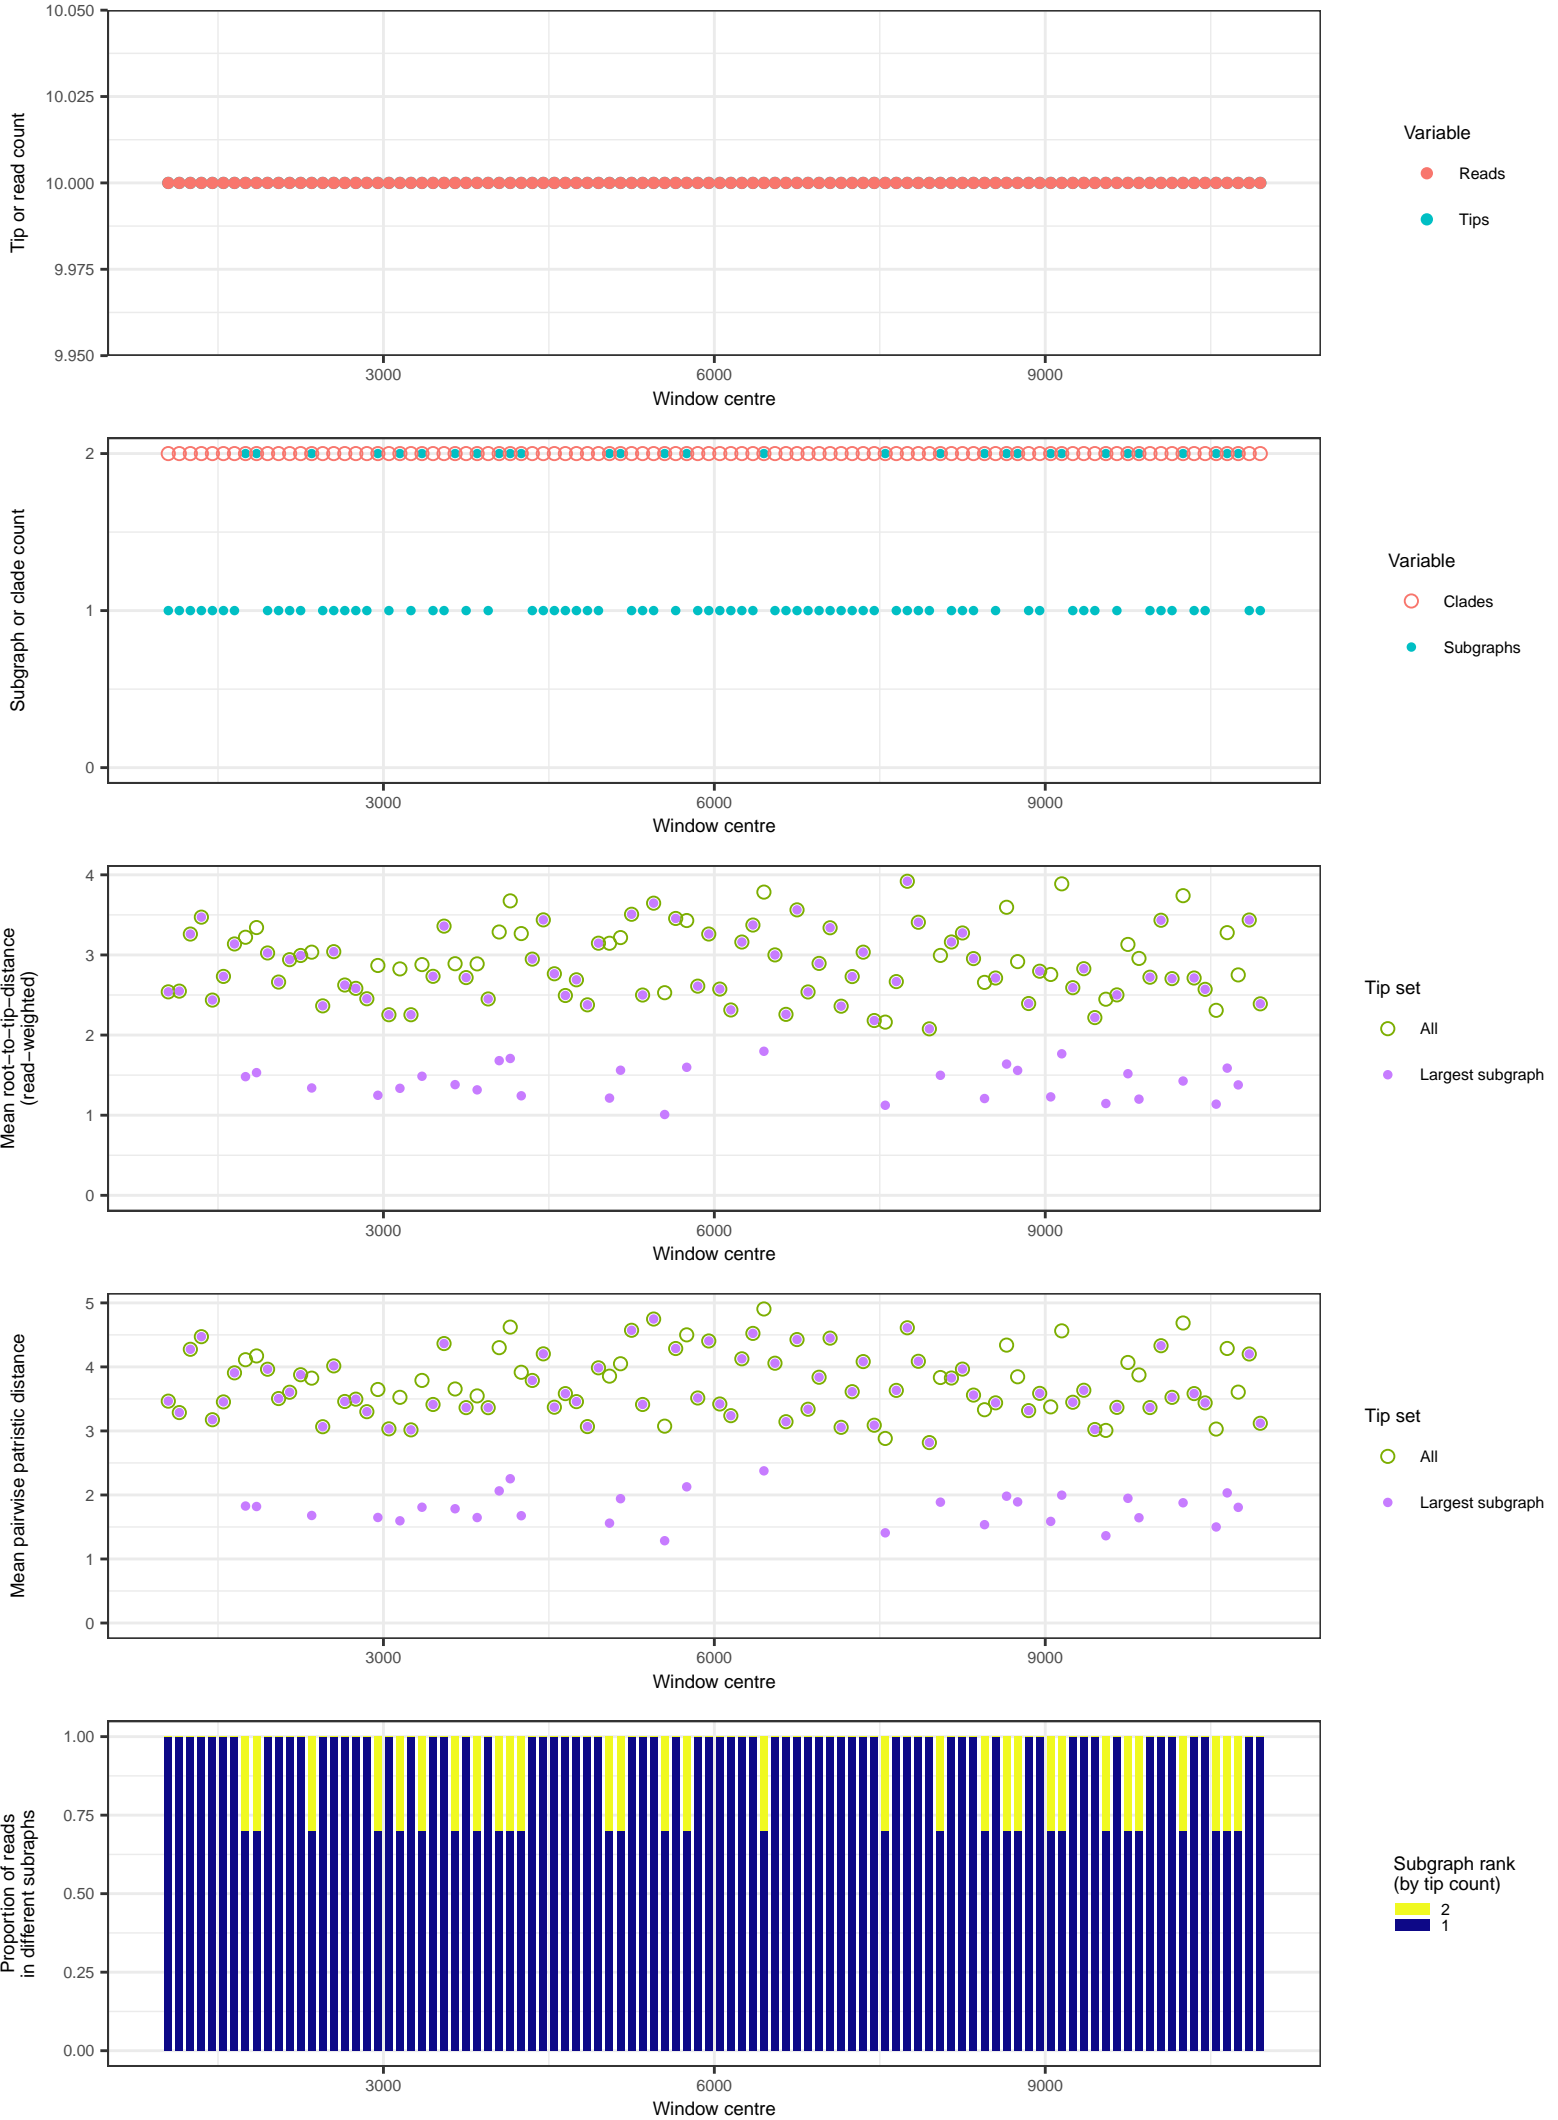 10.050
10.025
10.000
9.975
9.950
Tip or read count
3000
6000
9000
Window centre
Variable
Reads
Tips
2
1
0
Subgraph or clade count
3000
6000
9000
Window centre
Variable
Clades
Subgraphs
4
3
2
1
0
Mean root−to−tip−distance
(read−weighted)
3000
6000
9000
Window centre
Tip set
All
Largest subgraph
5
4
3
2
1
0
Mean pairwise patristic distance
3000
6000
9000
Window centre
Tip set
All
Largest subgraph
1.00
0.75
0.50
0.25
0.00
Proportion of reads
in different subraphs
3000
6000
9000
Window centre
Subgraph rank
(by tip count)
2
1